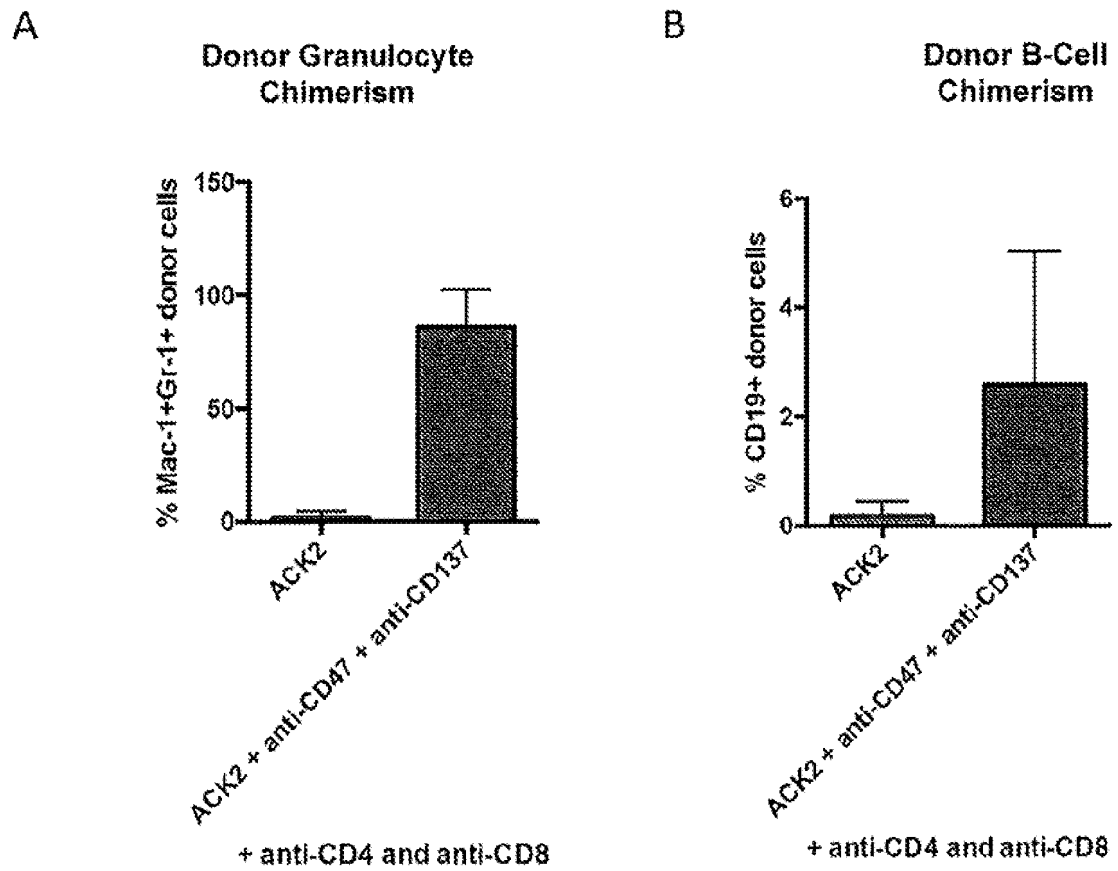 A
Donor Granulocyte
Chimerism
% Mac-1+Gr-1+ donor cells
150
100
50
0
ACK2
ACK2 + anti-CD47 + anti-CD137
+ anti-CD4 and anti-CD8
B
Donor B-Cell
Chimerism
% CD19+ donor cells
6
4
2
0
ACK2
ACK2 + anti-CD47 + anti-CD137
+ anti-CD4 and anti-CD8